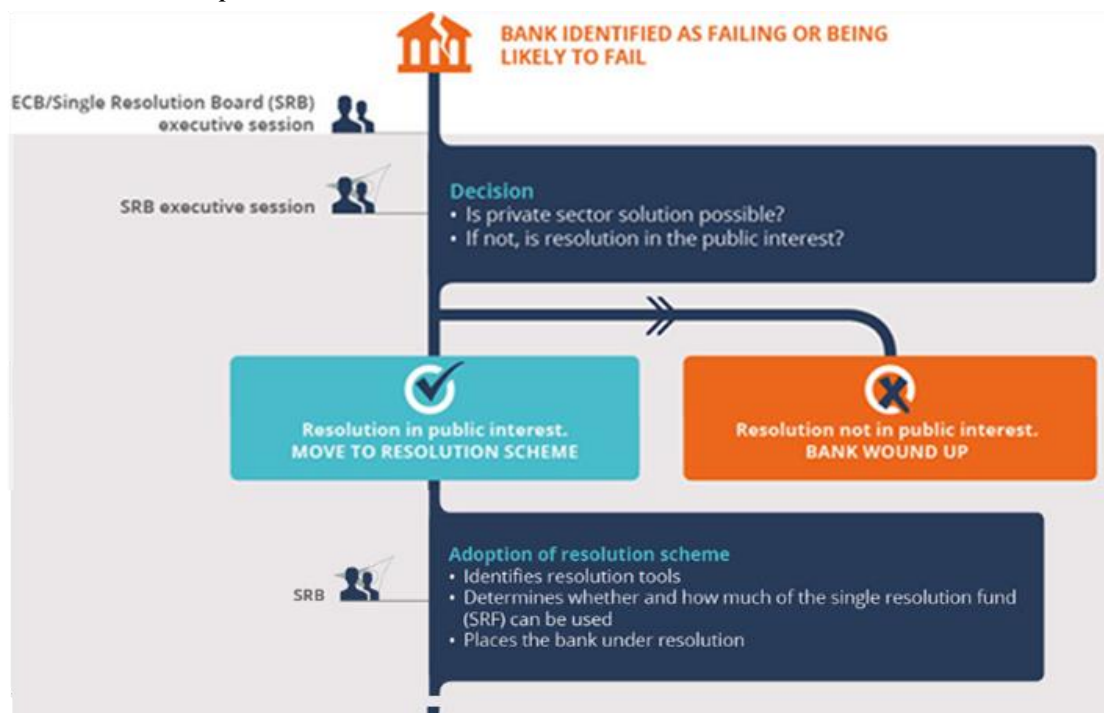 BANK IDENTIFIED AS FAILING OR BEING
LIKELY TO FAIL
ECB/Single Resolution Board (SRB)
executive session
SRB executive session
Decision
• Is private sector solution possible?
• If not, is resolution in the public interest?
Resolution in public interest.
MOVE TO RESOLUTION SCHEME
Resolution not in public interest.
BANK WOUND UP
SRB
Adoption of resolution scheme
• Identifies resolution tools
• Determines whether and how much of the single resolution fund
(SRF) can be used
• Places the bank under resolution